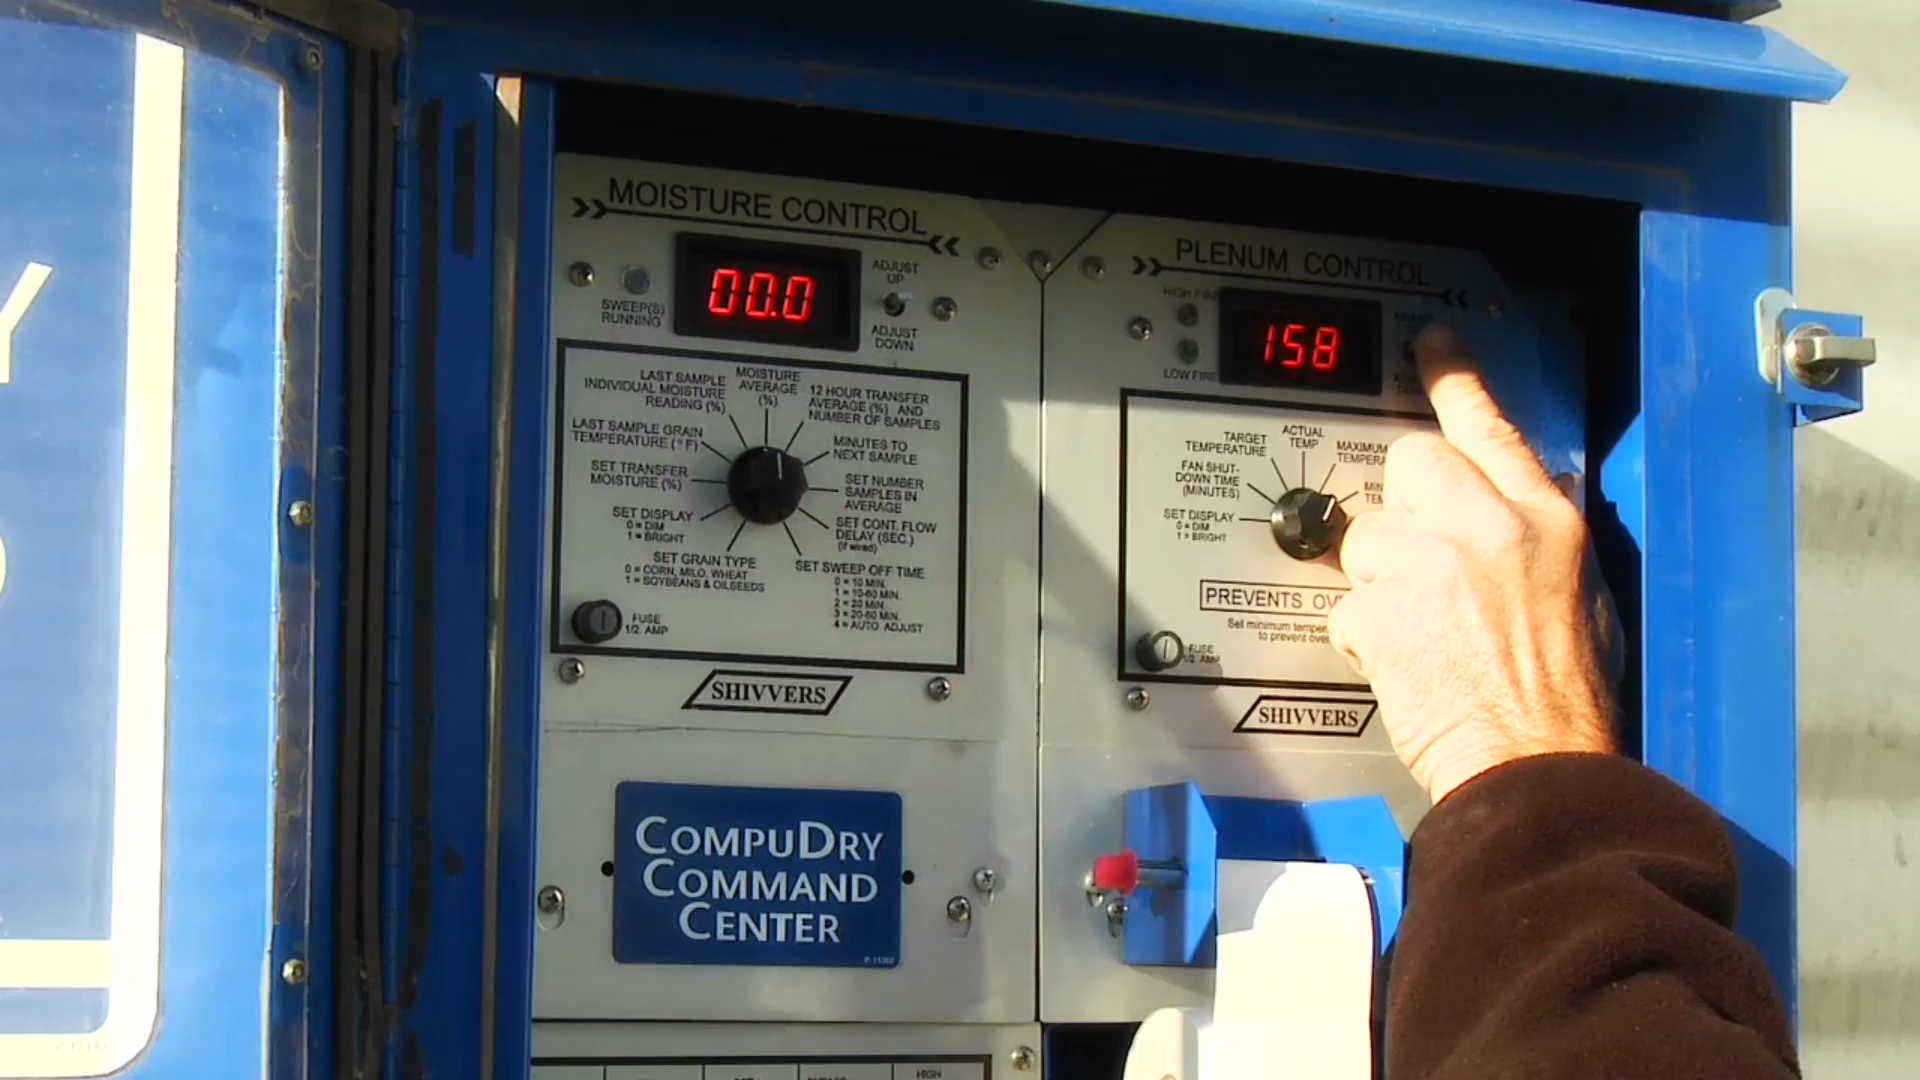 MOISTURE CONTROL
SWEEP(S)
RUNNING
00.0
ADJUST
UP
ADJUST
DOWN
LAST SAMPLE
INDIVIDUAL MOISTURE
READING (%)
MOISTURE
AVERAGE
(%)
12 HOUR TRANSFER
AVERAGE (%) AND
NUMBER OF SAMPLES
LAST SAMPLE GRAIN
TEMPERATURE (°F)
MINUTES TO
NEXT SAMPLE
SET TRANSFER
MOISTURE (%)
SET NUMBER
SAMPLES IN
AVERAGE
SET DISPLAY
0 = DIM
1 = BRIGHT
SET CONT. FLOW
DELAY (SEC.)
(if wired)
SET GRAIN TYPE
0 = CORN, MILO, WHEAT
1 = SOYBEANS & OILSEEDS
SET SWEEP OFF TIME
0 = 10 MIN.
1 = 10-60 MIN.
2 = 20 MIN.
3 = 20-60 MIN.
4 = AUTO ADJUST
FUSE
1/2 AMP
SHIVVERS
COMPUDRY
COMMAND
CENTER
PLENUM CONTROL
HIGH FIRE
LOW FIRE
158
TARGET
TEMPERATURE
ACTUAL
TEMP
MAXIMUM
FAN SHUT-
DOWN TIME
(MINUTES)
SET DISPLAY
0 = DIM
1 = BRIGHT
PREVENTS
Set minimum
to prevent
FUSE
1/2 AMP
SHIVVERS
HIGH